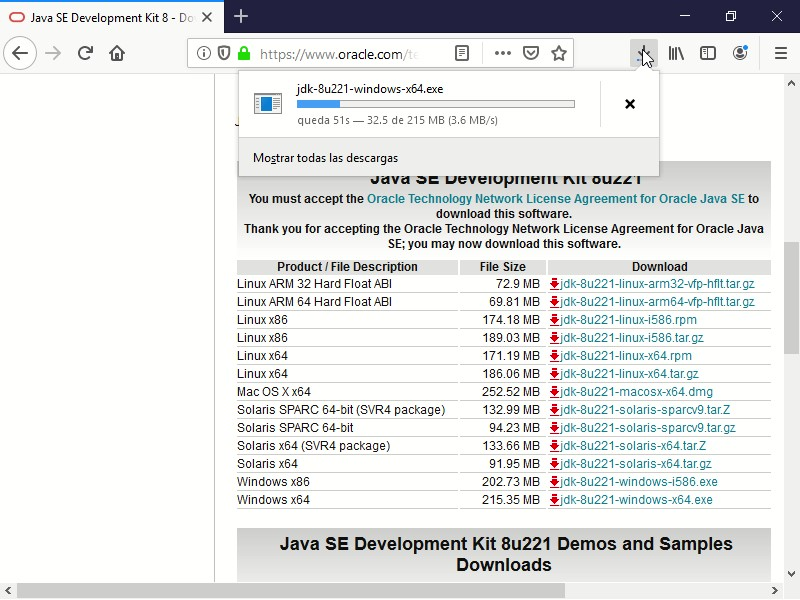 Java SE Development Kit 8 - Do
https://www.oracle.com/te
jdk-8u221-windows-x64.exe
queda 51s — 32.5 de 215 MB (3.6 MB/s)
Mostrar todas las descargas
Java SE Development Kit 8u221
You must accept the Oracle Technology Network License Agreement for Oracle Java SE to
download this software.
Thank you for accepting the Oracle Technology Network License Agreement for Oracle Java
SE; you may now download this software.
Product / File Description File Size Download
Linux ARM 32 Hard Float ABI 72.9 MB jdk-8u221-linux-arm32-vfp-hflt.tar.gz
Linux ARM 64 Hard Float ABI 69.81 MB jdk-8u221-linux-arm64-vfp-hflt.tar.gz
Linux x86 174.18 MB jdk-8u221-linux-i586.rpm
Linux x86 189.03 MB jdk-8u221-linux-i586.tar.gz
Linux x64 171.19 MB jdk-8u221-linux-x64.rpm
Linux x64 186.06 MB jdk-8u221-linux-x64.tar.gz
Mac OS X x64 252.52 MB jdk-8u221-macosx-x64.dmg
Solaris SPARC 64-bit (SVR4 package) 132.99 MB jdk-8u221-solaris-sparcv9.tar.Z
Solaris SPARC 64-bit 94.23 MB jdk-8u221-solaris-sparcv9.tar.gz
Solaris x64 (SVR4 package) 133.66 MB jdk-8u221-solaris-x64.tar.Z
Solaris x64 91.95 MB jdk-8u221-solaris-x64.tar.gz
Windows x86 202.73 MB jdk-8u221-windows-i586.exe
Windows x64 215.35 MB jdk-8u221-windows-x64.exe
Java SE Development Kit 8u221 Demos and Samples
Downloads